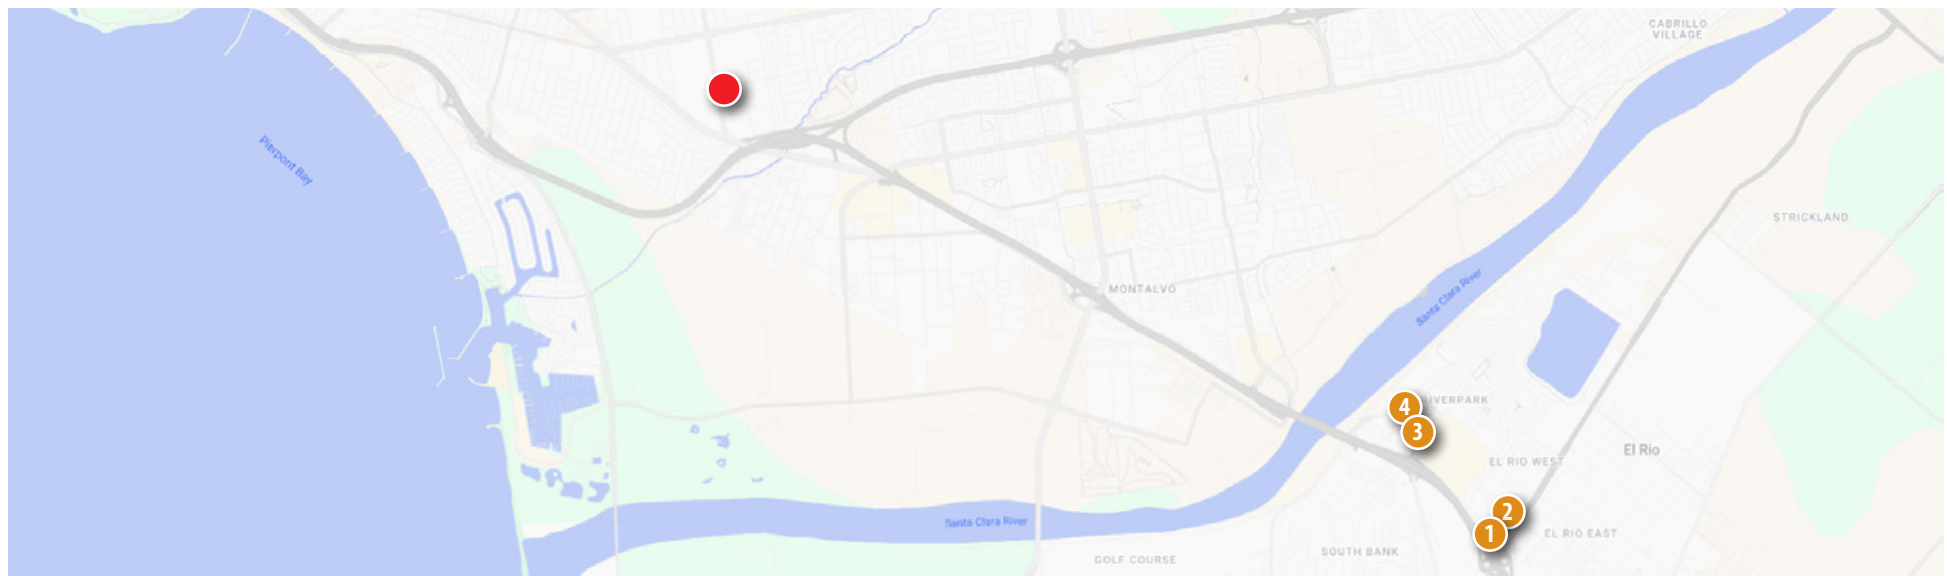 CABRILLO
VILLAGE
Pierpont Bay
STRICKLAND
MONTALVO
Santa Clara River
4
IVERPARK
3
El Rio
EL RIO WEST
2
Santa Clara River
1
EL RIO EAST
SOUTH BANK
GOLF COURSE